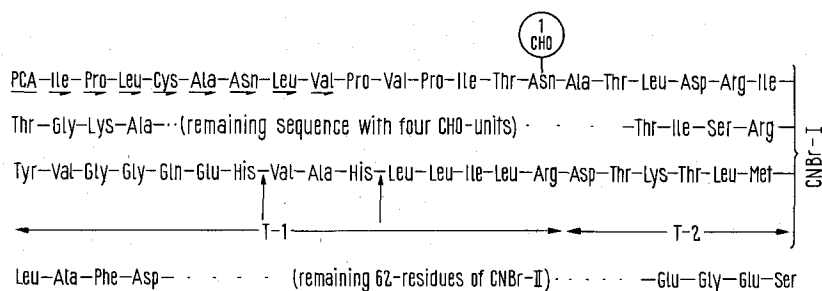 1
CHO
PCA–Ile–Pro–Leu–Cys–Ala–Asn–Leu–Val–Pro–Val–Pro–Ile–Thr–Asn–Ala–Thr–Leu–Asp–Arg–Ile–
Thr–Gly–Lys–Ala–··(remaining sequence with four CHO–units)· · · · –Thr–Ile–Ser–Arg–
Tyr–Val–Gly–Gly–Gln–Glu–His–Val–Ala–His–Leu–Leu–Ile–Leu–Arg–Asp–Thr–Lys–Thr–Leu–Met–
T-1 T-2
CNBr-I
Leu–Ala–Phe–Asp– · · · · · (remaining 62-residues of CNBr-II)· · · · · –Glu–Gly–Glu–Ser